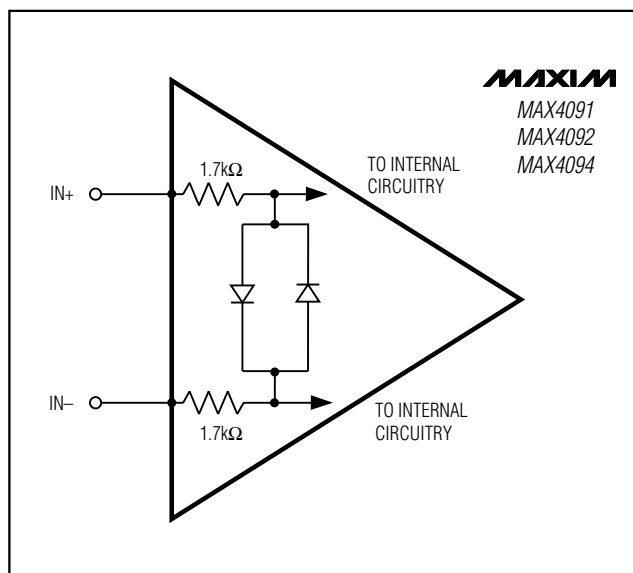 MAXIM
MAX4091
MAX4092
MAX4094
TO INTERNAL
CIRCUITRY
1.7kΩ
IN+
IN–
1.7kΩ
TO INTERNAL
CIRCUITRY